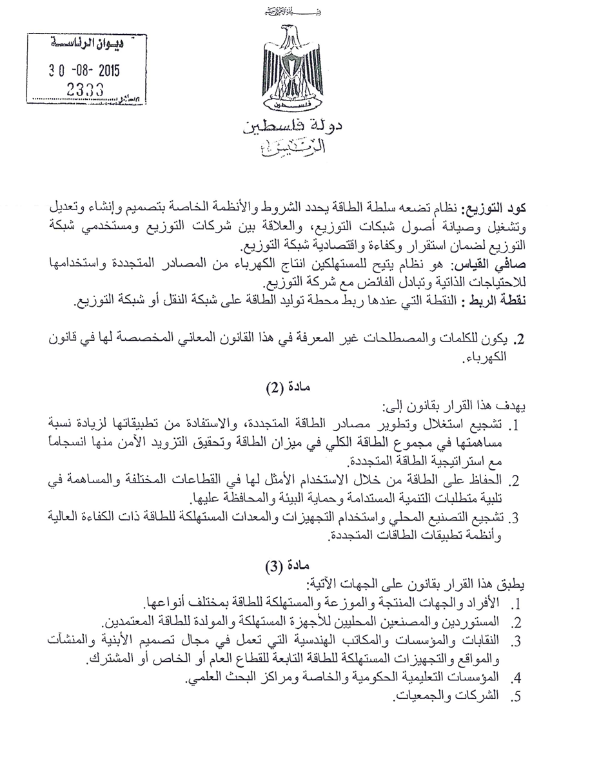 ديوان الرئاسة
30 -08- 2015
2333
فلسطين
دولة فلسطين
الرئيس
كود التوزيع: نظام تضعه سلطة الطاقة يحدد الشروط والأنظمة الخاصة بتصميم وإنشاء وتعديل
وتشغيل وصيانة أصول شبكات التوزيع، والعلاقة بين شركات التوزيع ومستخدمي شبكة
التوزيع لضمان استقرار وكفاءة واقتصادية شبكة التوزيع.
صافي القياس: هو نظام يتيح للمستهلكين انتاج الكهرباء من المصادر المتجددة واستخدامها
للاحتياجات الذاتية وتبادل الفائض مع شركة التوزيع.
نقطة الربط : النقطة التي عندها ربط محطة توليد الطاقة على شبكة النقل أو شبكة التوزيع.
2. يكون للكلمات والمصطلحات غير المعرفة في هذا القانون المعاني المخصصة لها في قانون
الكهرباء.
مادة (2)
يهدف هذا القرار بقانون إلى:
1. تشجيع استغلال وتطوير مصادر الطاقة المتجددة، والاستفادة من تطبيقاتها لزيادة نسبة
مساهمتها في مجموع الطاقة الكلي في ميزان الطاقة وتحقيق التزويد الآمن منها انسجاماً
مع استراتيجية الطاقة المتجددة.
2. الحفاظ على الطاقة من خلال الاستخدام الأمثل لها في القطاعات المختلفة والمساهمة في
تلبية متطلبات التنمية المستدامة وحماية البيئة والمحافظة عليها.
3. تشجيع التصنيع المحلي واستخدام التجهيزات والمعدات المستهلكة للطاقة ذات الكفاءة العالية
وأنظمة تطبيقات الطاقات المتجددة.
مادة (3)
يطبق هذا القرار بقانون على الجهات الآتية:
1. الأفراد والجهات المنتجة والموزعة والمستهلكة للطاقة بمختلف أنواعها.
2. المستوردين والمصنعين المحليين للأجهزة المستهلكة والمولدة للطاقة المعتمدين.
3. النقابات والمؤسسات والمكاتب الهندسية التي تعمل في مجال تصميم الأبنية والمنشآت
والمواقع والتجهيزات المستهلكة للطاقة التابعة للقطاع العام أو الخاص أو المشترك.
4. المؤسسات التعليمية الحكومية والخاصة ومراكز البحث العلمي.
5. الشركات والجمعيات.